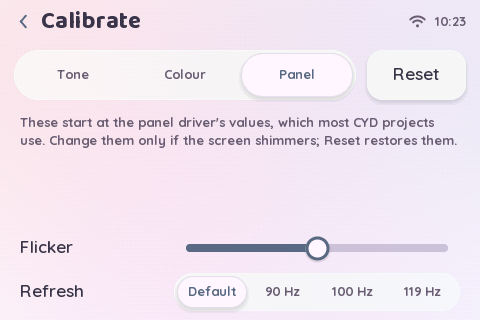 Calibrate
10:23
Tone
Colour
Panel
Reset
These start at the panel driver's values, which most CYD projects
use. Change them only if the screen shimmers; Reset restores them.
Flicker
Refresh
Default
90 Hz
100 Hz
119 Hz